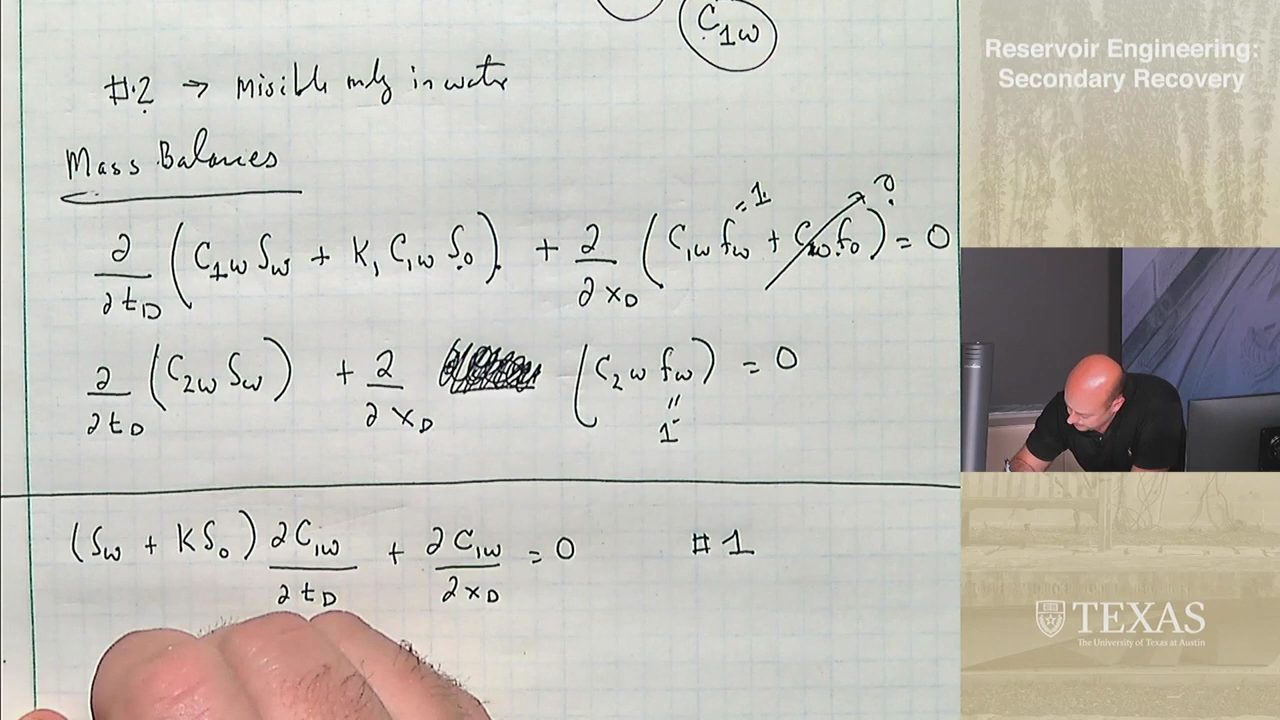 C1w
#2 → Misible only in water
Mass Balances
∂/∂tD (C1w Sw + K1 C1w So) + ∂/∂xD (C1w fw = 1 + C1w fo → 0) = 0
∂/∂tD (C2w Sw) + ∂/∂xD (C2w fw) = 0
" 1
(Sw + KSo) ∂C1w/∂tD + ∂C1w/∂xD = 0 #1
Reservoir Engineering:
Secondary Recovery
TEXAS
The University of Texas at Austin